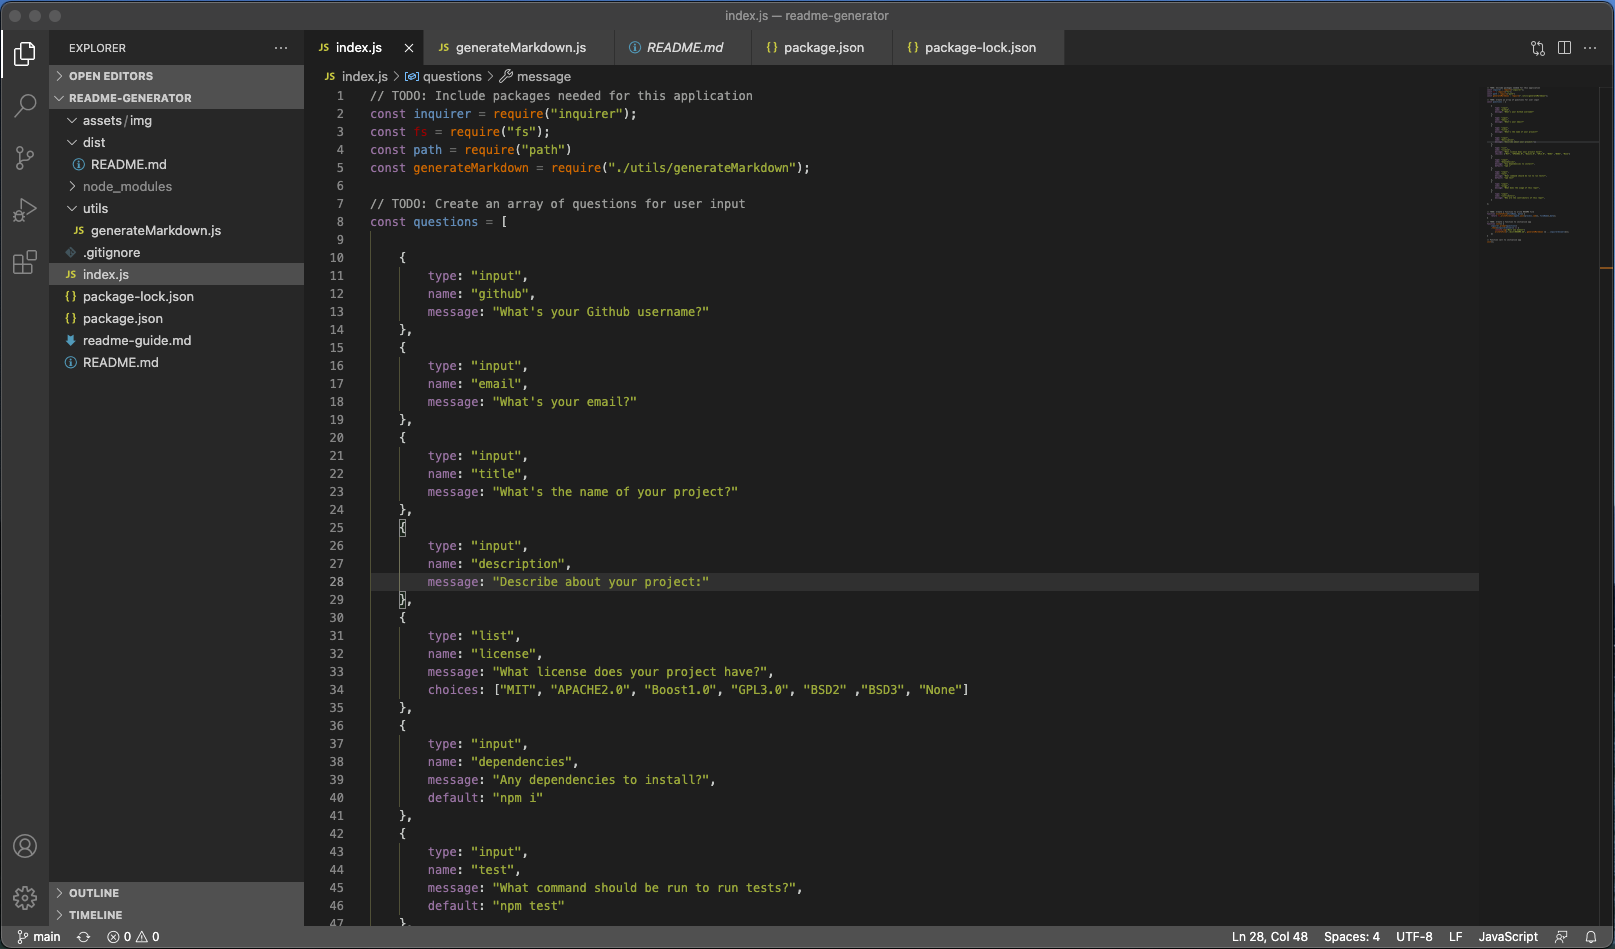 index.js — readme-generator
EXPLORER
OPEN EDITORS
README-GENERATOR
assets / img
dist
README.md
node_modules
utils
JS generateMarkdown.js
.gitignore
JS index.js
{} package-lock.json
{} package.json
readme-guide.md
README.md
OUTLINE
TIMELINE
JS index.js
JS generateMarkdown.js
README.md
{} package.json
{} package-lock.json
JS index.js > questions > message
1 // TODO: Include packages needed for this application
2 const inquirer = require("inquirer");
3 const fs = require("fs");
4 const path = require("path")
5 const generateMarkdown = require("./utils/generateMarkdown");
6
7 // TODO: Create an array of questions for user input
8 const questions = [
9
10 {
11 type: "input",
12 name: "github",
13 message: "What's your Github username?"
14 },
15 {
16 type: "input",
17 name: "email",
18 message: "What's your email?"
19 },
20 {
21 type: "input",
22 name: "title",
23 message: "What's the name of your project?"
24 },
25 {
26 type: "input",
27 name: "description",
28 message: "Describe about your project:"
29 },
30 {
31 type: "list",
32 name: "license",
33 message: "What license does your project have?",
34 choices: ["MIT", "APACHE2.0", "Boost1.0", "GPL3.0", "BSD2" ,"BSD3", "None"]
35 },
36 {
37 type: "input",
38 name: "dependencies",
39 message: "Any dependencies to install?",
40 default: "npm i"
41 },
42 {
43 type: "input",
44 name: "test",
45 message: "What command should be run to run tests?",
46 default: "npm test"
47 },
main
0 0
Ln 28, Col 48
Spaces: 4
UTF-8
LF
JavaScript